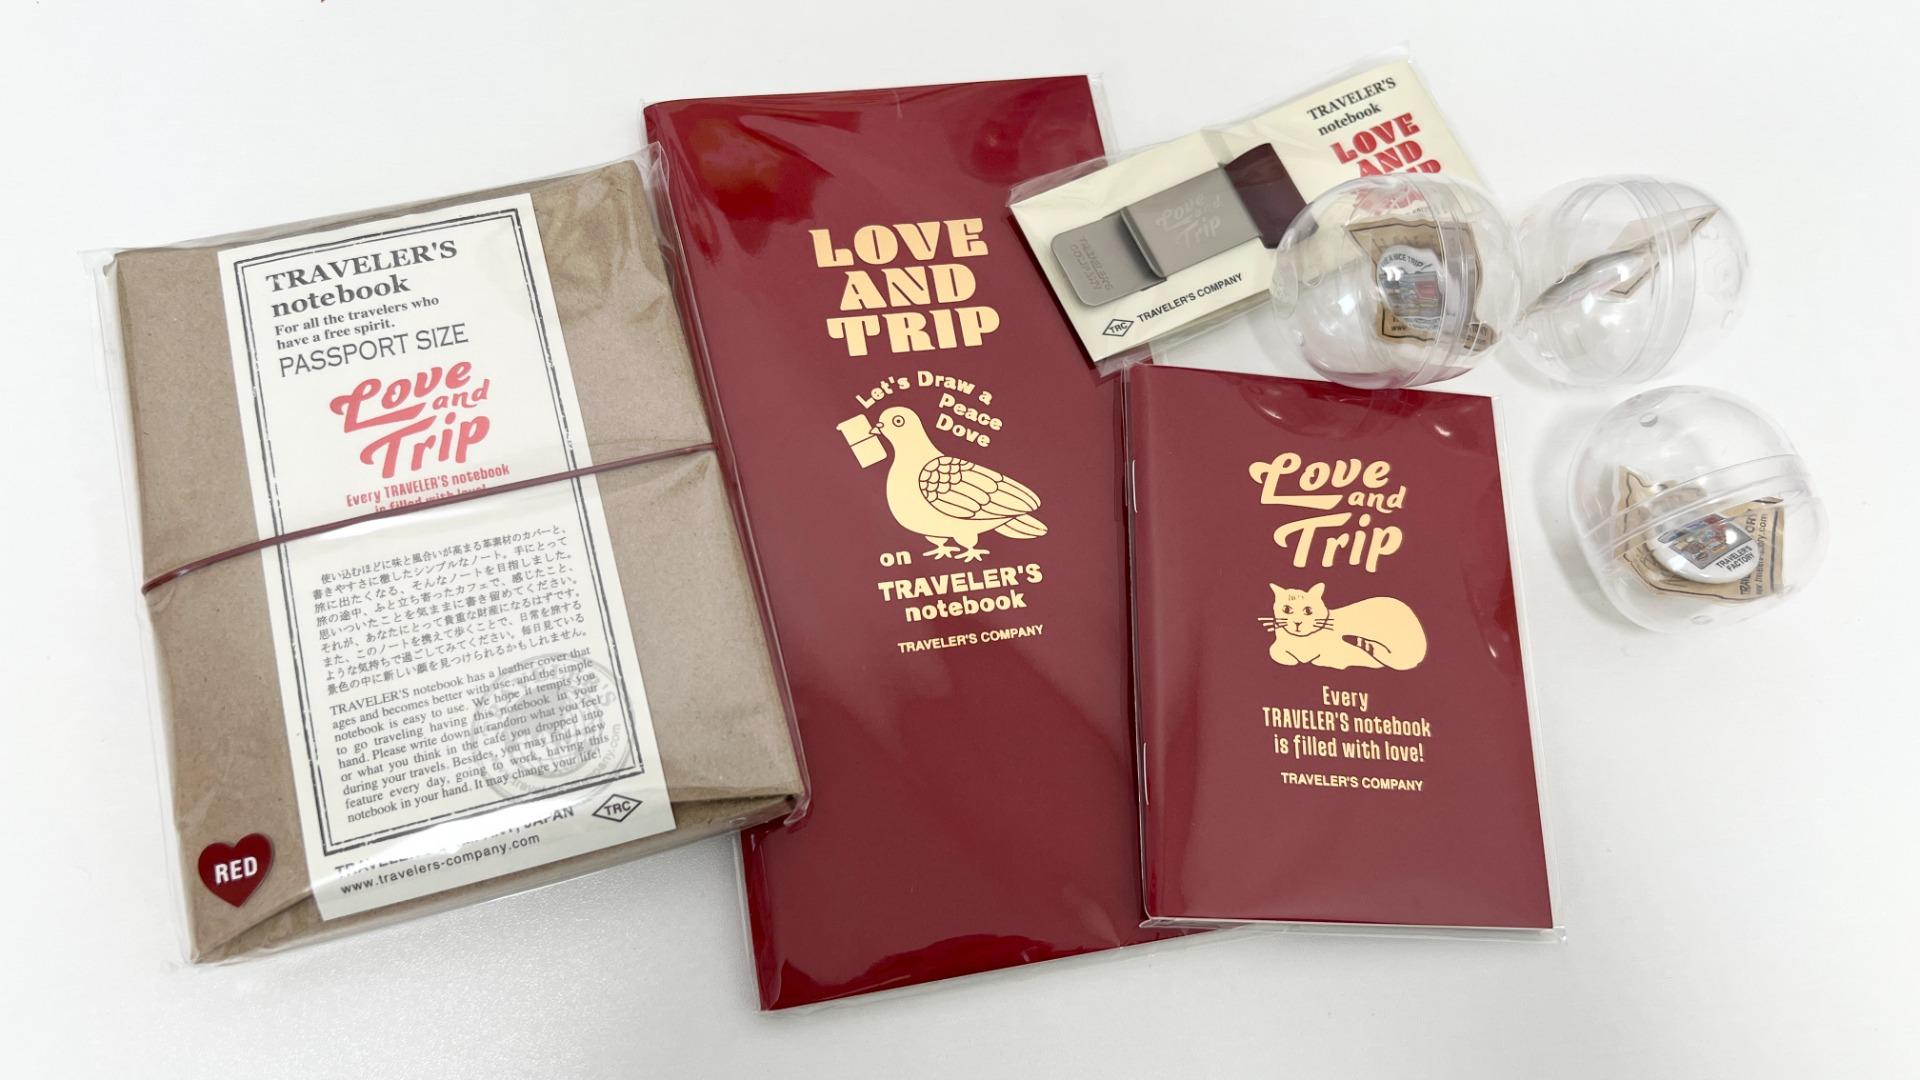 TRAVELER'S
notebook
For all the travelers who
have a free spirit.
PASSPORT SIZE
Love
and
Trip
Every TRAVELER'S notebook
is filled with love!
使い込むほどに味と風合いが高まる革素材のカバーと、
書きやすさに徹したシンプルなノート。手にとって
旅に出たくなる、そんなノートを目指しました。
旅の途中、ふと立ち寄ったカフェで、感じたこと、
思いついたことを気ままに書き留めてください。
それが、あなたにとって貴重な財産になるはずです。
また、このノートを携えて歩くことで、日常を旅する
ような気持ちで過ごしてみてください。毎日見ている
景色の中に新しい顔を見つけられるかもしれません。
TRAVELER'S notebook has a leather cover that
ages and becomes better with use, and the simple
notebook is easy to use. We hope it tempts you
to go traveling having this notebook in your
hand. Please write down at random what you feel
or what you think in the café you dropped into
during your travels. Besides, you may find a new
feature every day, going to work, having this
notebook in your hand. It may change your life!
TRC
JAPAN
www.travelers-company.com
RED
LOVE
AND
TRIP
Let's Draw a
Peace
Dove
on
TRAVELER'S
notebook
TRAVELER'S COMPANY
TRAVELER'S
notebook
LOVE
AND
Love
and
Trip
TRAVELER'S
COMPANY
TRC TRAVELER'S COMPANY
Love
and
Trip
Every
TRAVELER'S notebook
is filled with love!
TRAVELER'S COMPANY
NICE TRIP
TRAVELER'S
FACTORY